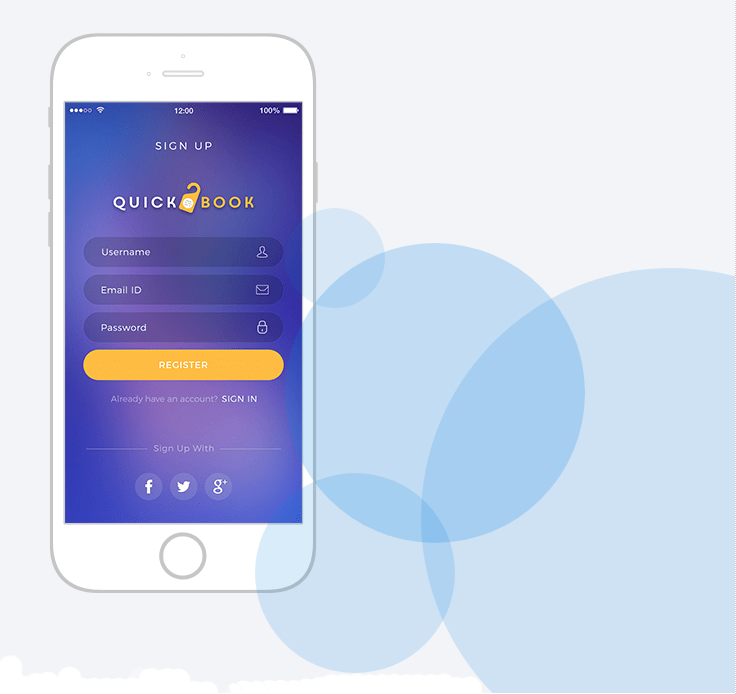 12:00 100%
SIGN UP
QUICK BOOK
Username
Email ID
Password
REGISTER
Already have an account? SIGN IN
Sign Up With
f g+